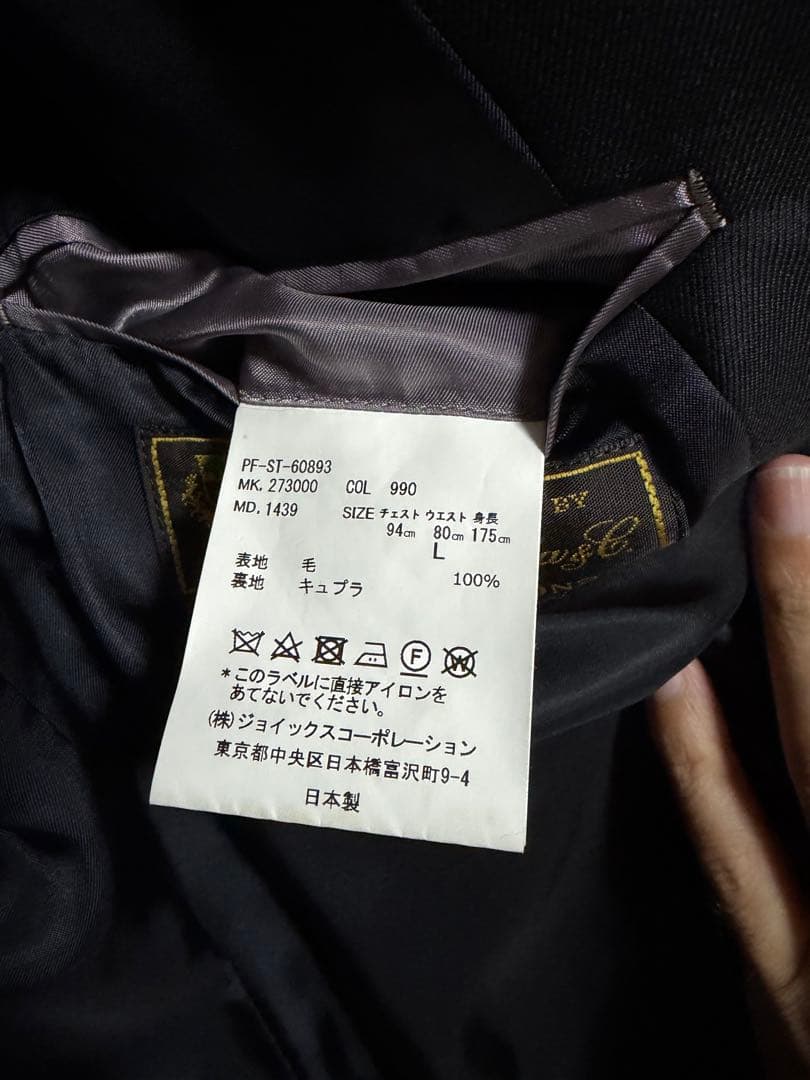 PF-ST-60893
MK. 273000 COL 990
MD. 1439 SIZE チェスト ウエスト 身長
94㎝ 80㎝ 175㎝
L
表地 毛 100%
裏地 キュプラ
F W
*このラベルに直接アイロンを
あてないでください。
(株)ジョイックスコーポレーション
東京都中央区日本橋富沢町9-4
日本製
BY